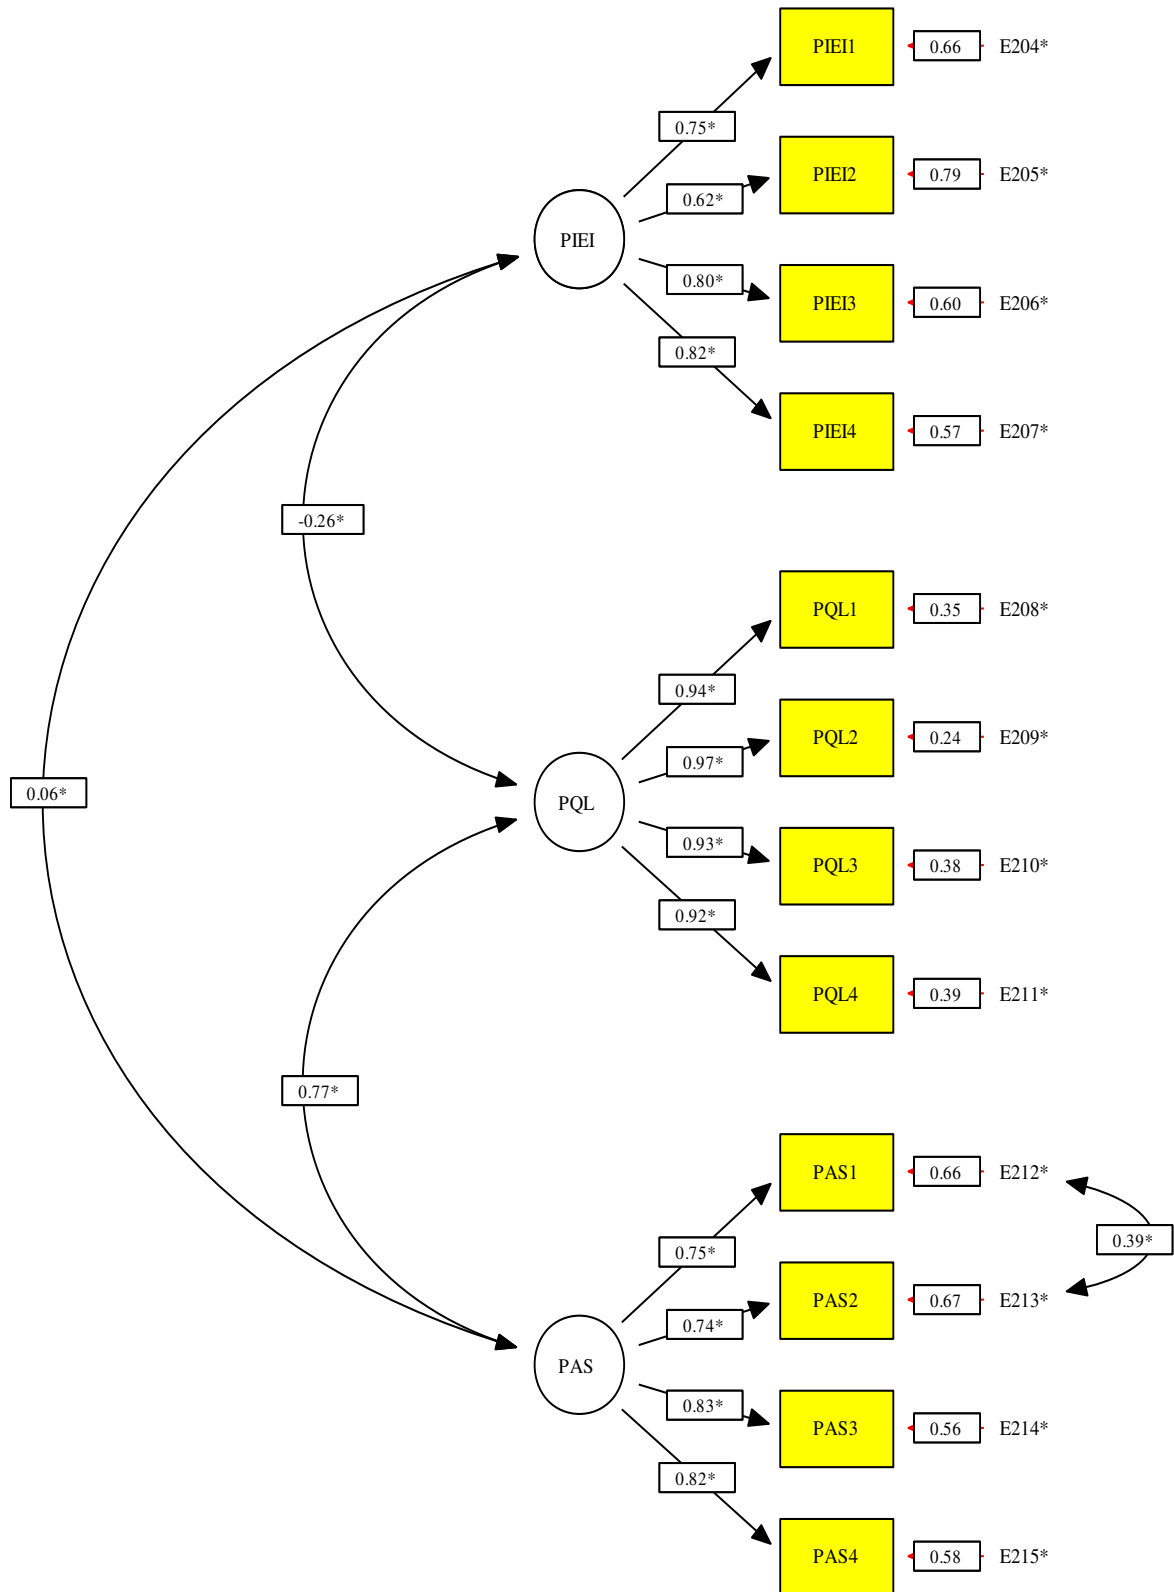 PIEI1 0.66 E204*
0.75*
PIEI2 0.79 E205*
0.62*
PIEI
0.80*
PIEI3 0.60 E206*
0.82*
PIEI4 0.57 E207*
-0.26*
PQL1 0.35 E208*
0.94*
PQL2 0.24 E209*
0.97*
0.06*
PQL
0.93*
PQL3 0.38 E210*
0.92*
PQL4 0.39 E211*
0.77*
PAS1 0.66 E212*
0.39*
0.75*
PAS2 0.67 E213*
0.74*
PAS
0.83*
PAS3 0.56 E214*
0.82*
PAS4 0.58 E215*